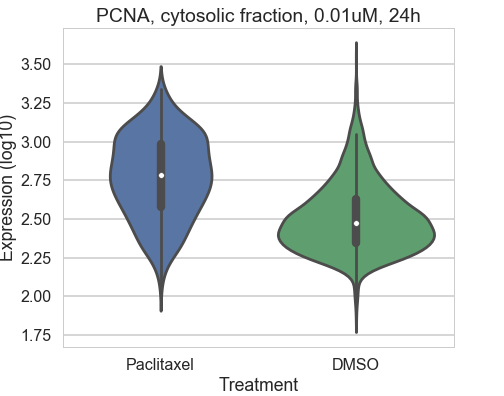 PCNA, cytosolic fraction, 0.01uM, 24h
Expression (log10)
3.50
3.25
3.00
2.75
2.50
2.25
2.00
1.75
Paclitaxel
DMSO
Treatment